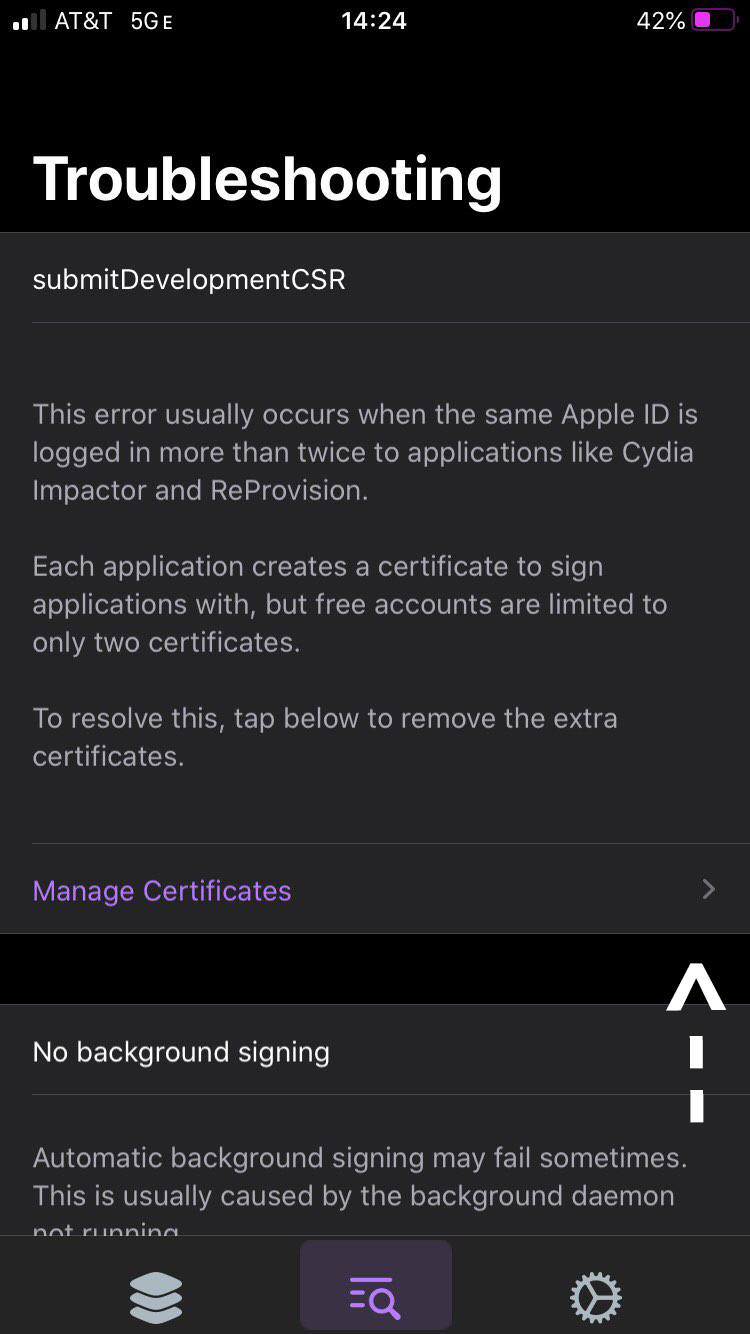 AT&T 5GE 14:24 42%
Troubleshooting
submitDevelopmentCSR
This error usually occurs when the same Apple ID is
logged in more than twice to applications like Cydia
Impactor and ReProvision.
Each application creates a certificate to sign
applications with, but free accounts are limited to
only two certificates.
To resolve this, tap below to remove the extra
certificates.
Manage Certificates
No background signing
Automatic background signing may fail sometimes.
This is usually caused by the background daemon
not running